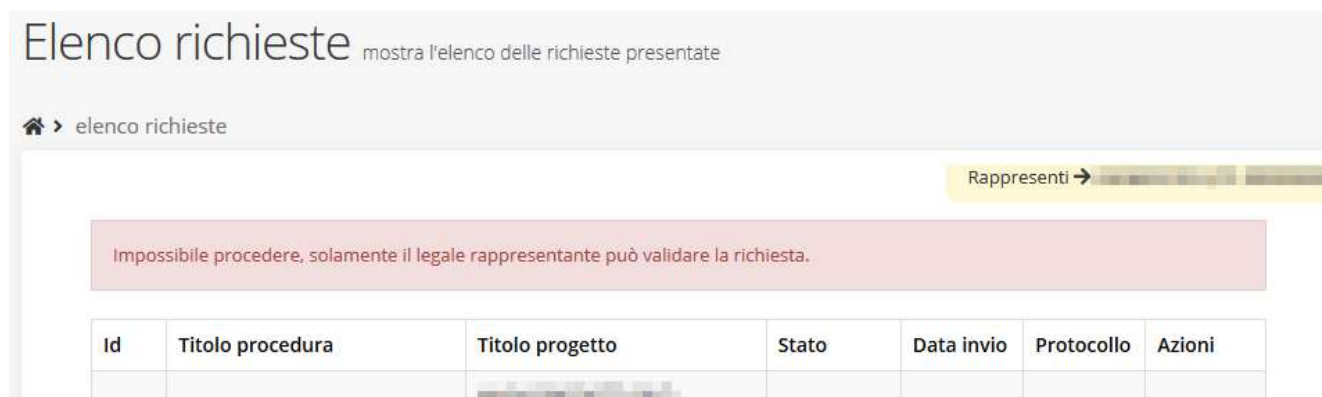 Elenco richieste mostra l'elenco delle richieste presentate
elenco richieste
Rappresenti
Impossibile procedere, solamente il legale rappresentante può validare la richiesta.
Id Titolo procedura Titolo progetto Stato Data invio Protocollo Azioni